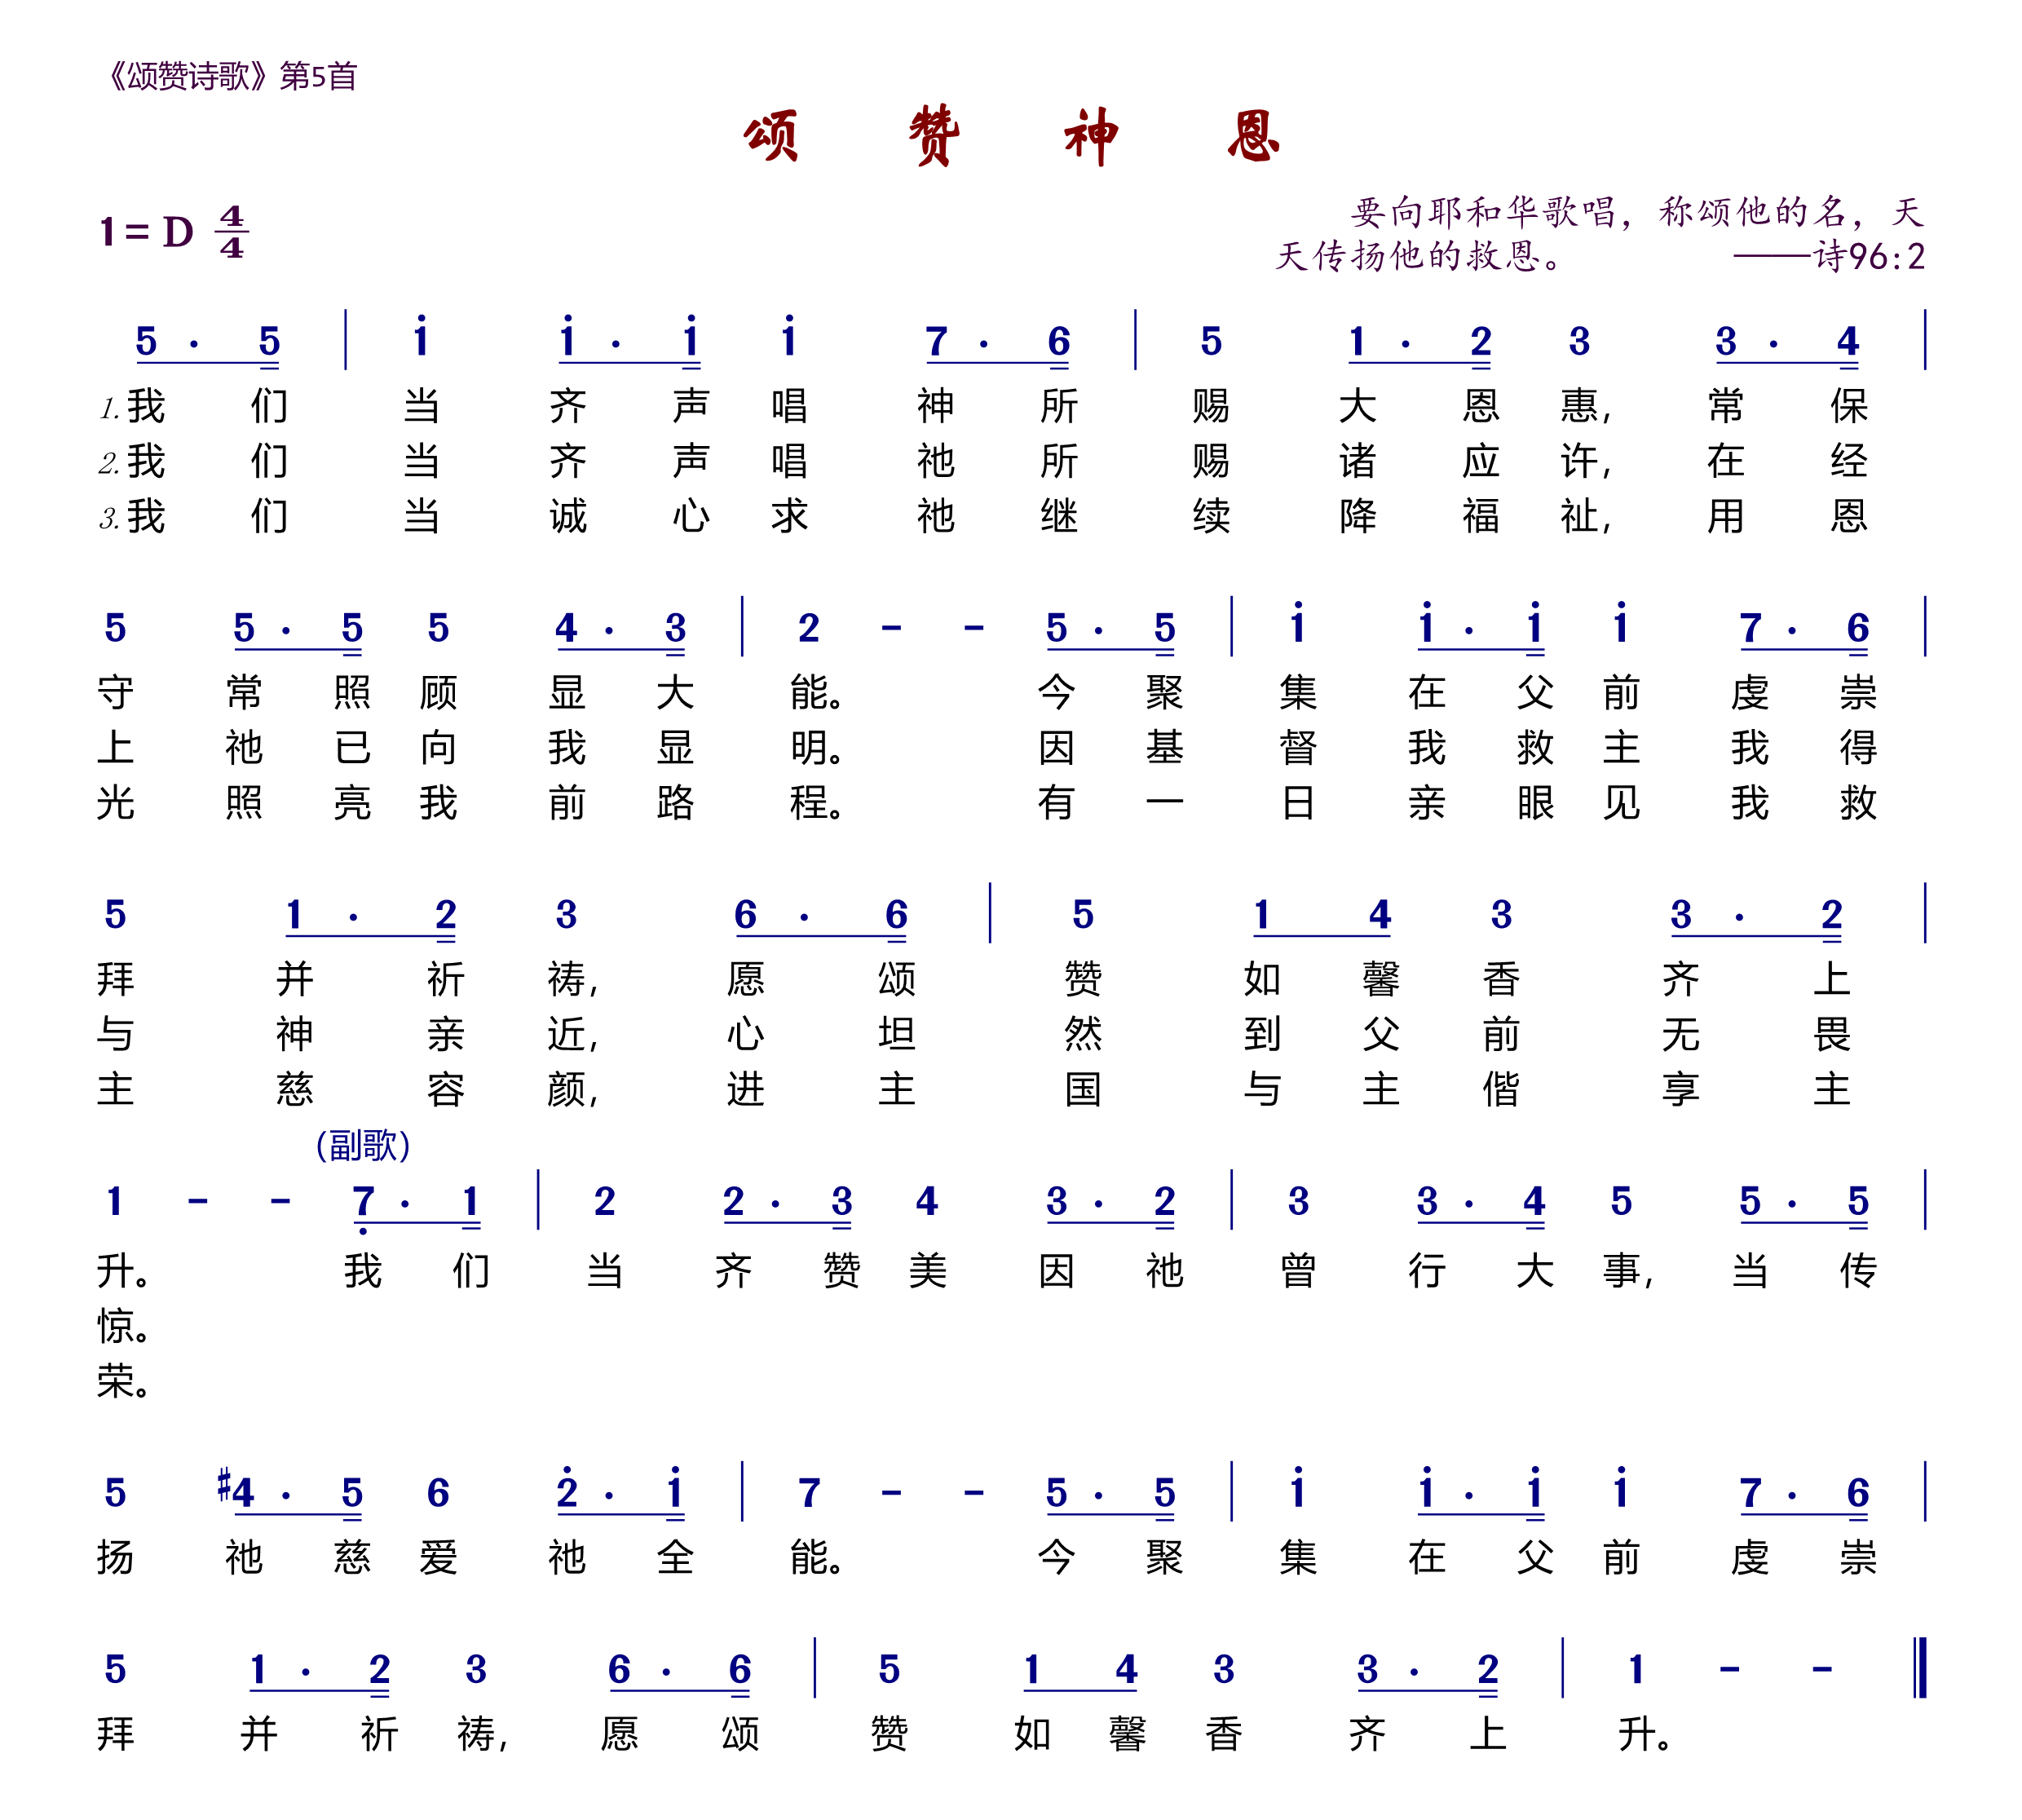 《颂赞诗歌》第5首
颂 赞 神 恩
1 = D 4/4
要向耶和华歌唱，称颂他的名，天
天传扬他的救恩。 ——诗96:2
5 · 5 | i i · i i 7 · 6 | 5 1 · 2 3 3 · 4 |
1.我 们 当 齐 声 唱 神 所 赐 大 恩 惠, 常 保
2.我 们 当 齐 声 唱 祂 所 赐 诸 应 许, 在 经
3.我 们 当 诚 心 求 祂 继 续 降 福 祉, 用 恩
5 5 · 5 5 4 · 3 | 2 - - 5 · 5 | i i · i i 7 · 6 |
守 常 照 顾 显 大 能。 今 聚 集 在 父 前 虔 崇
上 祂 已 向 我 显 明。 因 基 督 我 救 主 我 得
光 照 亮 我 前 路 程。 有 一 日 亲 眼 见 我 救
5 1 · 2 3 6 · 6 | 5 1 4 3 3 · 2 |
拜 并 祈 祷, 愿 颂 赞 如 馨 香 齐 上
与 神 亲 近, 心 坦 然 到 父 前 无 畏
主 慈 容 颜, 进 主 国 与 主 偕 享 主
(副歌)
1 - - 7̣ · 1 | 2 2 · 3 4 3 · 2 | 3 3 · 4 5 5 · 5 |
升。 我 们 当 齐 赞 美 因 祂 曾 行 大 事, 当 传
惊。
荣。
5 ♯4 · 5 6 2̇ · i | 7 - - 5 · 5 | i i · i i 7 · 6 |
扬 祂 慈 爱 祂 全 能。 今 聚 集 在 父 前 虔 崇
5 1 · 2 3 6 · 6 | 5 1 4 3 3 · 2 | 1 - - ‖
拜 并 祈 祷, 愿 颂 赞 如 馨 香 齐 上 升。